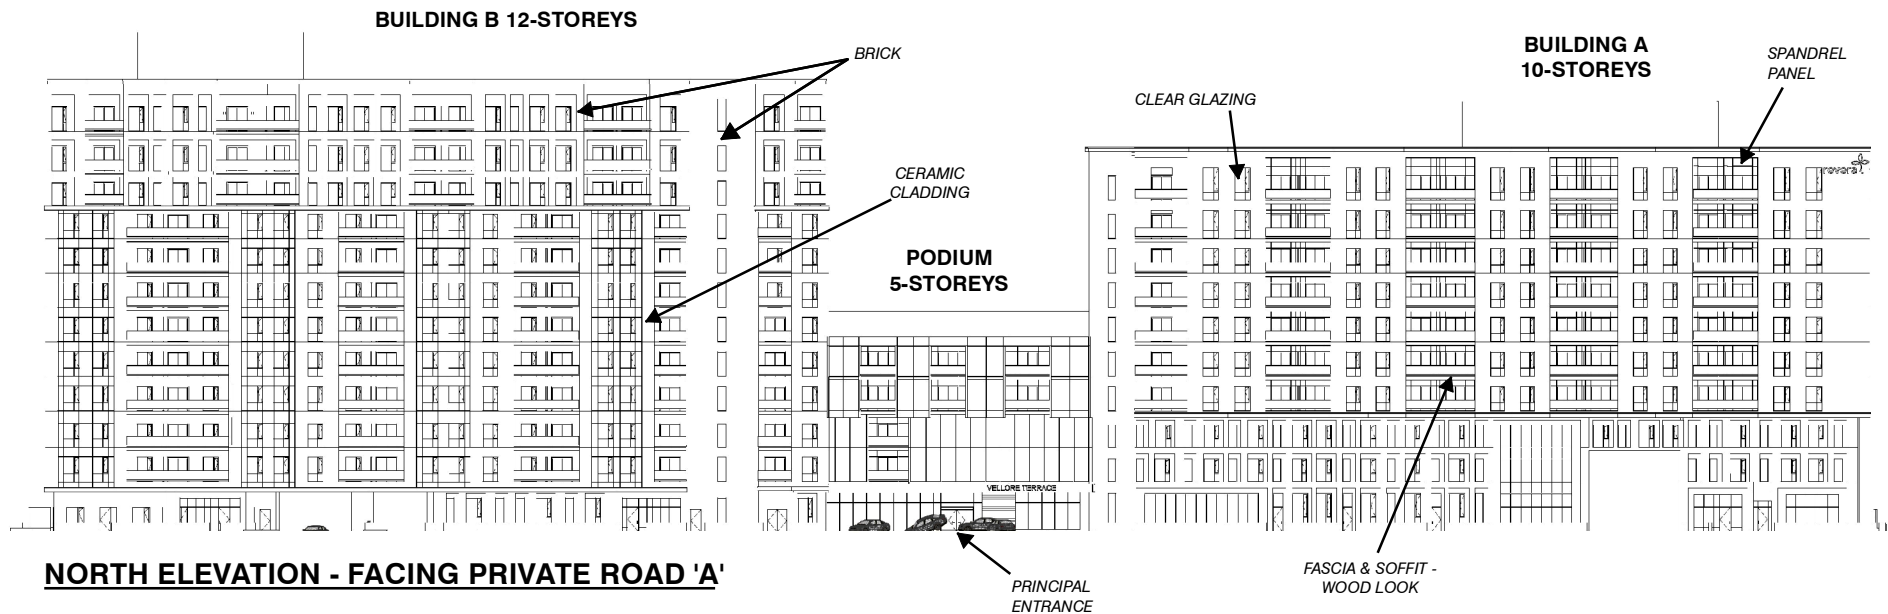 BUILDING B 12-STOREYS
BRICK
BUILDING A
10-STOREYS
SPANDREL
PANEL
CLEAR GLAZING
revera
CERAMIC
CLADDING
PODIUM
5-STOREYS
VELLORE TERRACE
NORTH ELEVATION - FACING PRIVATE ROAD 'A'
PRINCIPAL
ENTRANCE
FASCIA & SOFFIT -
WOOD LOOK